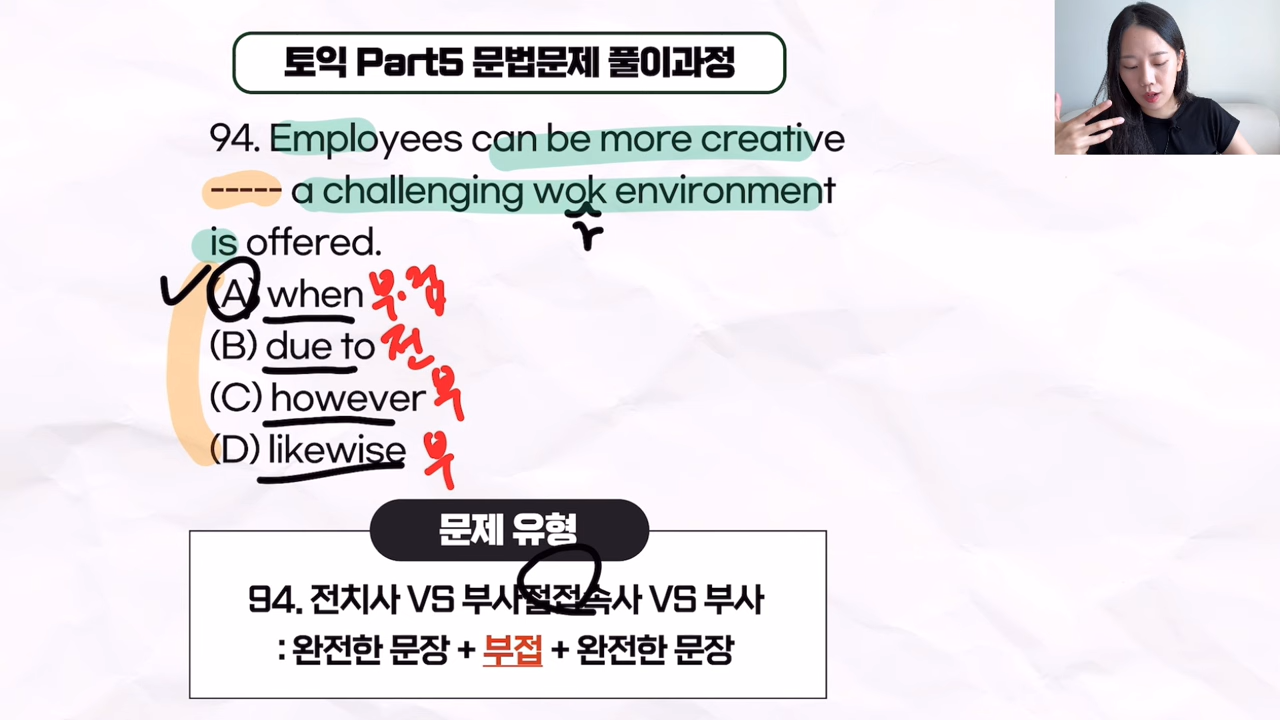 토익 Part5 문법문제 풀이과정
94. Employees can be more creative
----- a challenging wok environment
r
is offered.
(A) when 부.접
(B) due to 전
(C) however 부
(D) likewise 부
문제 유형
94. 전치사 VS 부사절접속사 VS 부사
: 완전한 문장 + 부접 + 완전한 문장